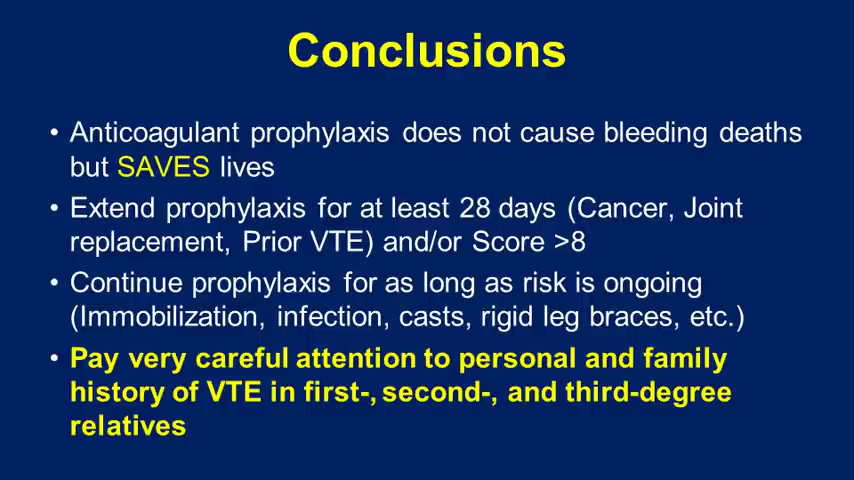 Conclusions
• Anticoagulant prophylaxis does not cause bleeding deaths
but SAVES lives
• Extend prophylaxis for at least 28 days (Cancer, Joint
replacement, Prior VTE) and/or Score >8
• Continue prophylaxis for as long as risk is ongoing
(Immobilization, infection, casts, rigid leg braces, etc.)
• Pay very careful attention to personal and family
history of VTE in first-, second-, and third-degree
relatives